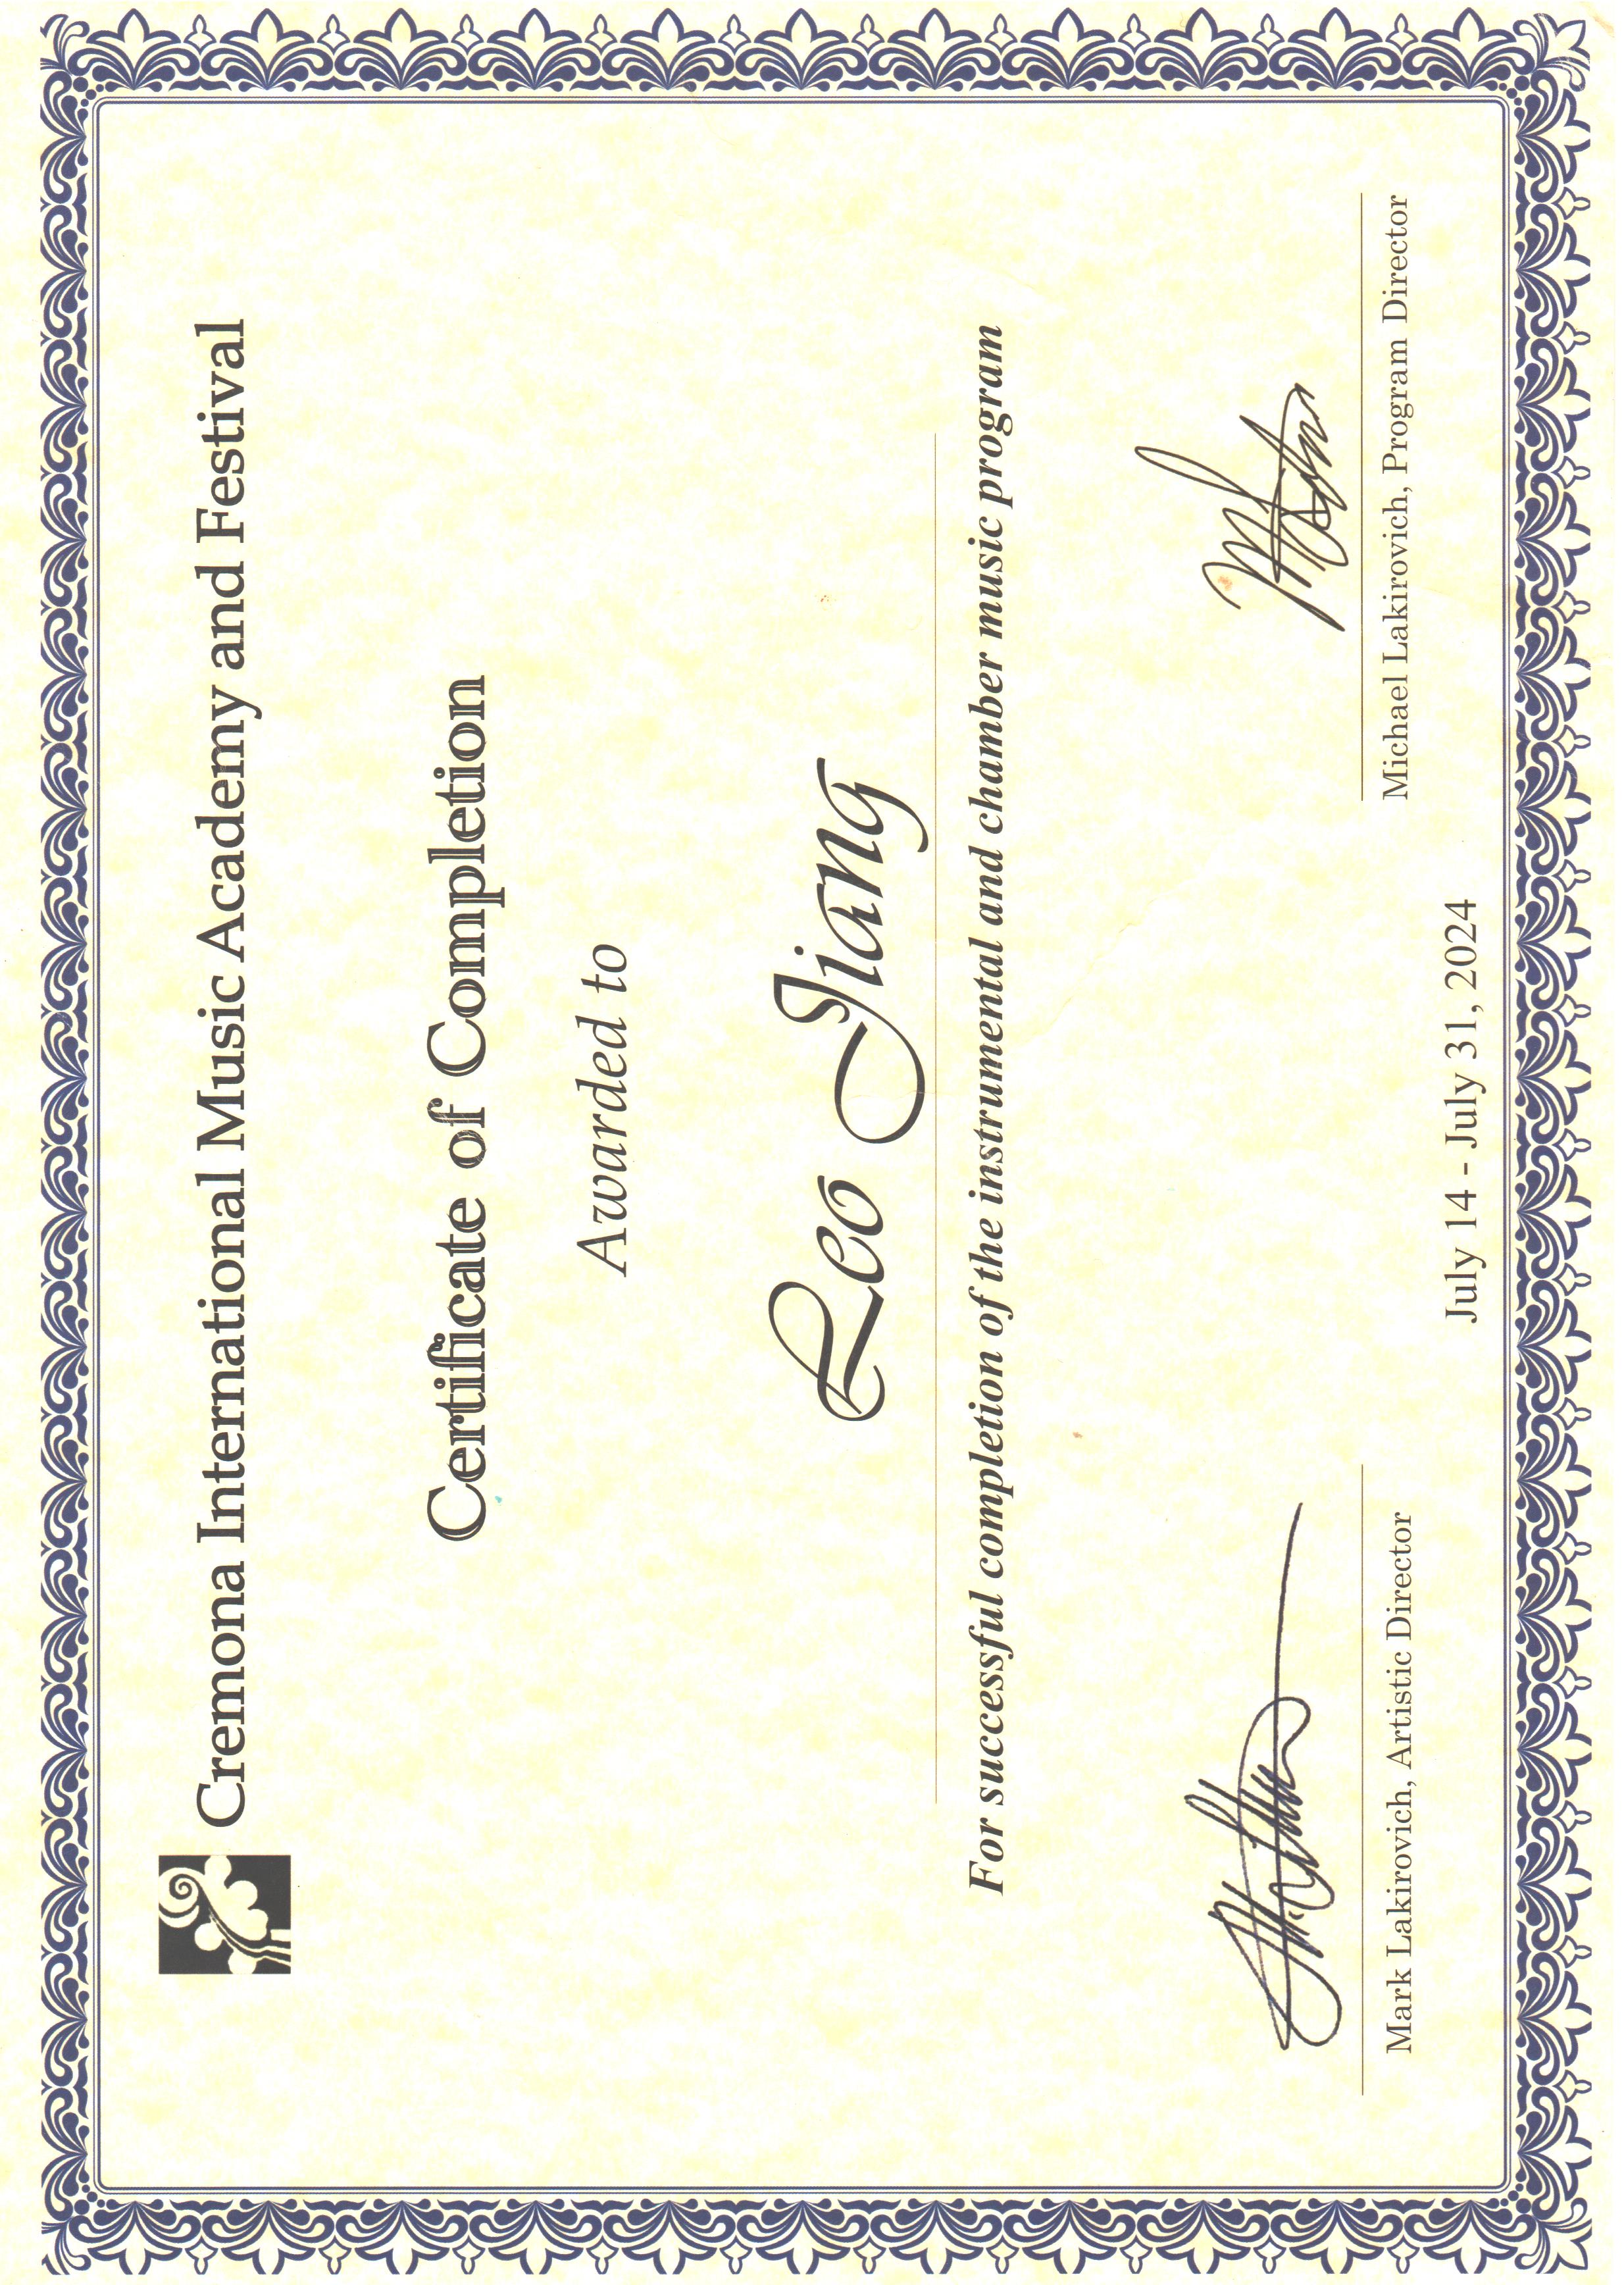 Cremona International Music Academy and Festival
Certificate of Completion
Awarded to
Leo Jiang
For successful completion of the instrumental and chamber music program
Mark Lakirovich, Artistic Director
Michael Lakirovich, Program Director
July 14 - July 31, 2024